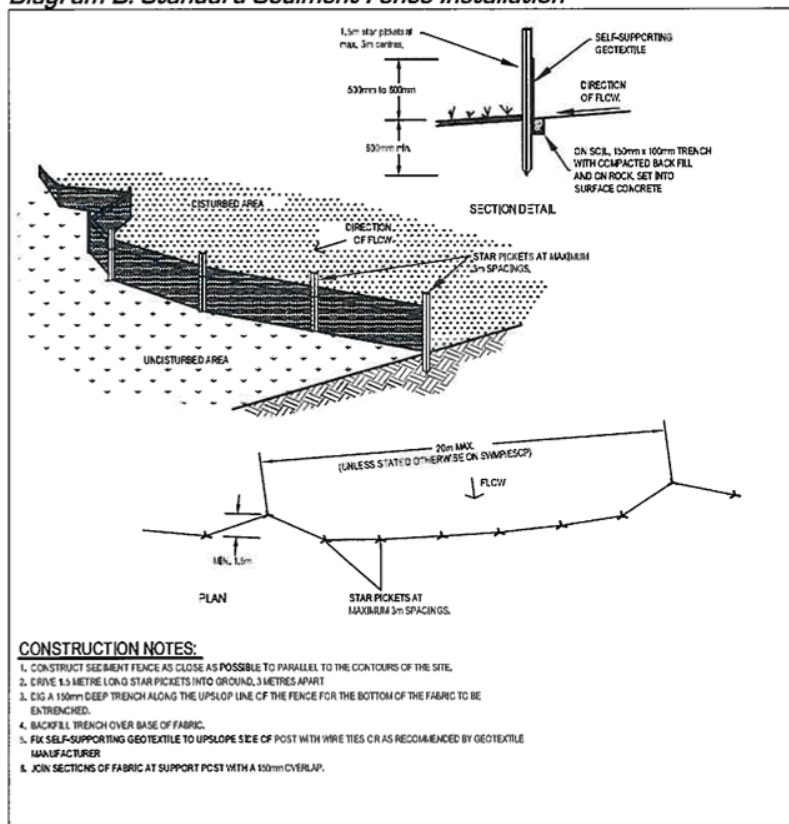 Diagram B. Standard Sediment Fence Installation
1.5m star pickets at
max. 3m centres.
SELF-SUPPORTING
GEOTEXTILE
500mm to 600mm
DIRECTION
OF FLOW.
600mm min.
ON SOIL, 150mm x 100mm TRENCH
WITH COMPACTED BACK FILL
AND ON ROCK, SET INTO
SURFACE CONCRETE
SECTION DETAIL
DISTURBED AREA
DIRECTION
OF FLOW.
STAR PICKETS AT MAXIMUM
3m SPACINGS.
UNDISTURBED AREA
20m MAX.
(UNLESS STATED OTHERWISE ON SWMP/ESCP)
FLOW
MIN. 1.5m
PLAN
STAR PICKETS AT
MAXIMUM 3m SPACINGS.
CONSTRUCTION NOTES:
1. CONSTRUCT SEDIMENT FENCE AS CLOSE AS POSSIBLE TO PARALLEL TO THE CONTOURS OF THE SITE.
2. DRIVE 1.5 METRE LONG STAR PICKETS INTO GROUND, 3 METRES APART
3. DIG A 150mm DEEP TRENCH ALONG THE UPSLOP LINE OF THE FENCE FOR THE BOTTOM OF THE FABRIC TO BE
ENTRENCHED.
4. BACKFILL TRENCH OVER BASE OF FABRIC.
5. FIX SELF-SUPPORTING GEOTEXTILE TO UPSLOPE SIDE OF POST WITH WIRE TIES OR AS RECOMMENDED BY GEOTEXTILE
MANUFACTURER
6. JOIN SECTIONS OF FABRIC AT SUPPORT POST WITH A 150mm OVERLAP.